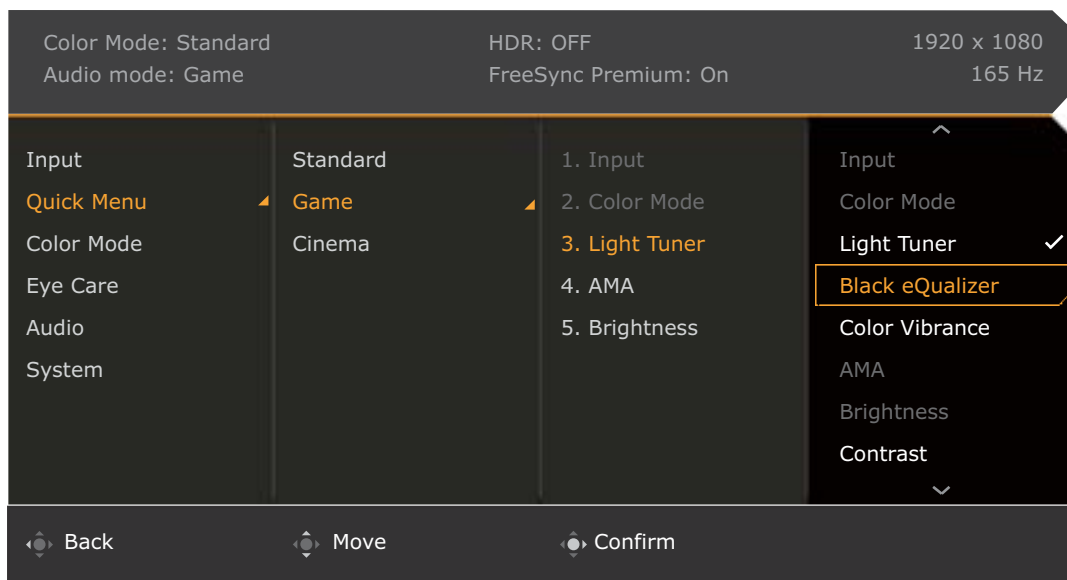 Color Mode: Standard
HDR: OFF
1920 x 1080
Audio mode: Game
FreeSync Premium: On
165 Hz
Input
Quick Menu
Color Mode
Eye Care
Audio
System
Standard
Game
Cinema
1. Input
2. Color Mode
3. Light Tuner
4. AMA
5. Brightness
Input
Color Mode
Light Tuner
Black eQualizer
Color Vibrance
AMA
Brightness
Contrast
Back
Move
Confirm